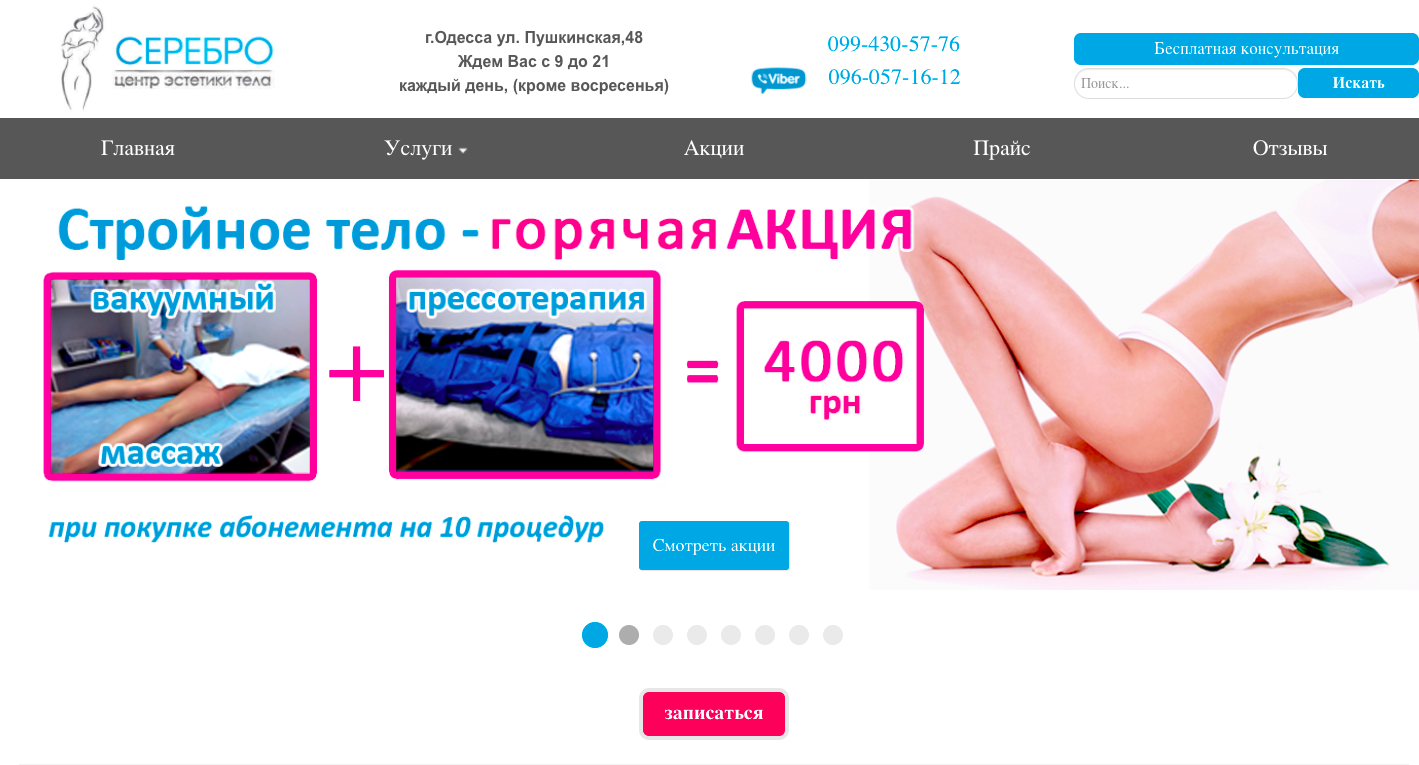 СЕРЕБРО
центр эстетики тела
г.Одесса ул. Пушкинская,48
Ждем Вас с 9 до 21
каждый день, (кроме восресенья)
099-430-57-76
Viber
096-057-16-12
Бесплатная консультация
Поиск...
Искать
Главная
Услуги
Акции
Прайс
Отзывы
Стройное тело - горячая АКЦИЯ
вакуумный
массаж
+
прессотерапия
=
4000
грн
при покупке абонемента на 10 процедур
Смотреть акции
записаться